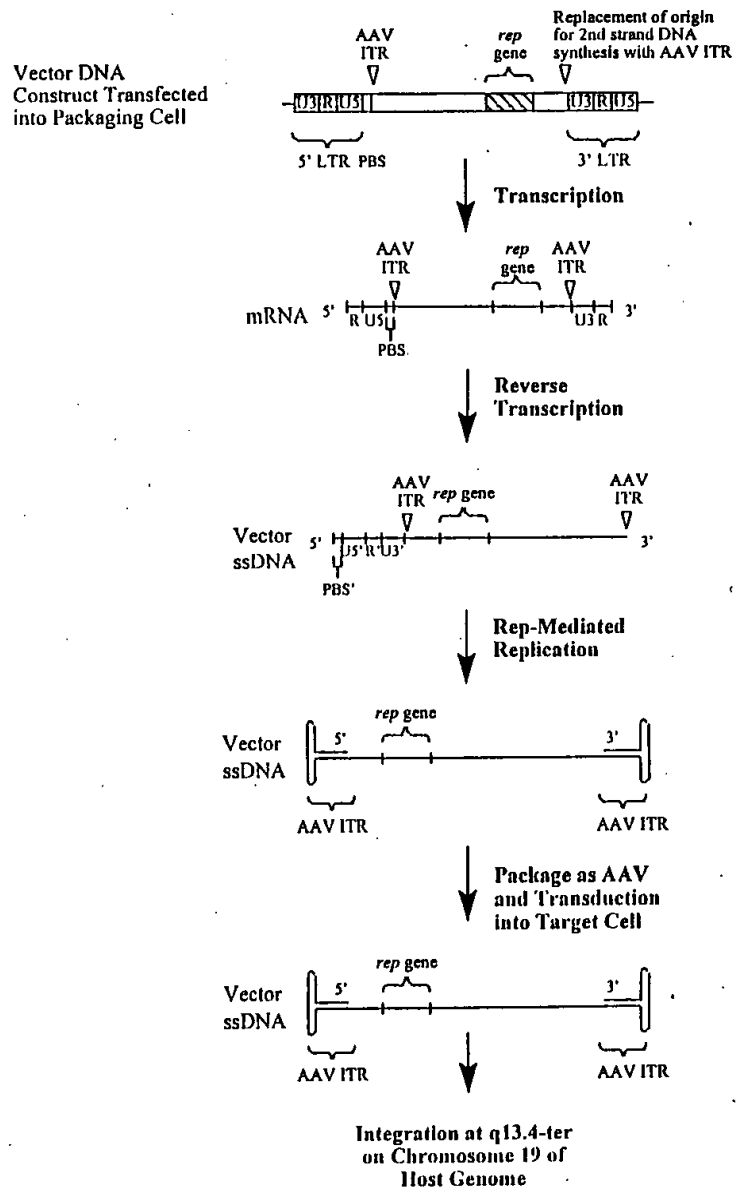 Replacement of origin
for 2nd strand DNA
synthesis with AAV ITR
AAV
ITR
rep
gene
Vector DNA
Construct Transfected
into Packaging Cell
U3 R U5
U3 R U5
5' LTR PBS
3' LTR
Transcription
AAV
ITR
rep
gene
AAV
ITR
mRNA
5'
R U5
U3 R
3'
PBS
Reverse
Transcription
AAV
ITR
rep gene
AAV
ITR
Vector
ssDNA
5'
U5' R' U3'
3'
PBS'
Rep-Mediated
Replication
rep gene
Vector
ssDNA
5'
3'
AAV ITR
AAV ITR
Package as AAV
and Transduction
into Target Cell
rep gene
Vector
ssDNA
5'
3'
AAV ITR
AAV ITR
Integration at q13.4-ter
on Chromosome 19 of
Host Genome